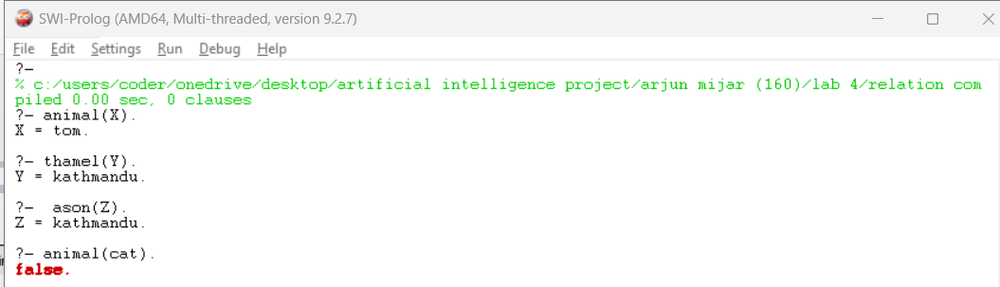 SWI-Prolog (AMD64, Multi-threaded, version 9.2.7)
File Edit Settings Run Debug Help
?-
% c:/users/coder/onedrive/desktop/artificial intelligence project/arjun mijar (160)/lab 4/relation com
piled 0.00 sec, 0 clauses
?- animal(X).
X = tom.
?- thamel(Y).
Y = kathmandu.
?-  ason(Z).
Z = kathmandu.
?- animal(cat).
false.